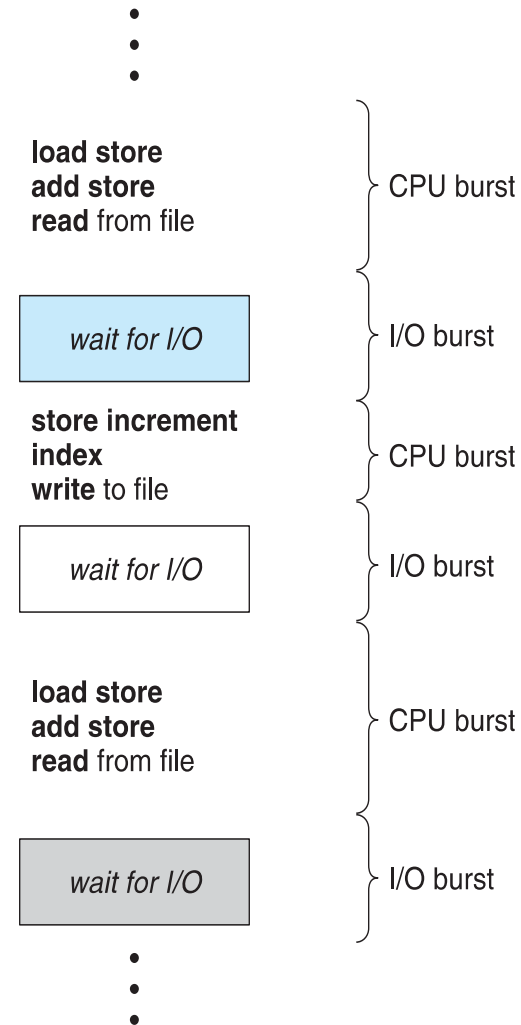 load store
add store
read from file
CPU burst
wait for I/O
I/O burst
store increment
index
write to file
CPU burst
wait for I/O
I/O burst
load store
add store
read from file
CPU burst
wait for I/O
I/O burst